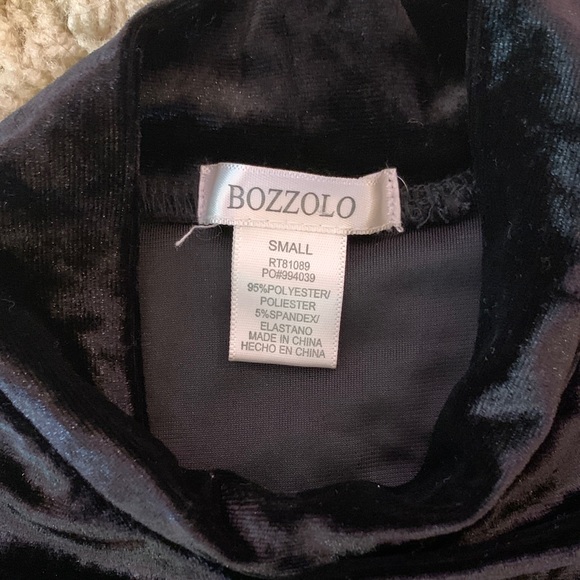 BOZZOLO
SMALL
RT81089
PO#994039
95%POLYESTER/
POLIESTER
5%SPANDEX/
ELASTANO
MADE IN CHINA
HECHO EN CHINA